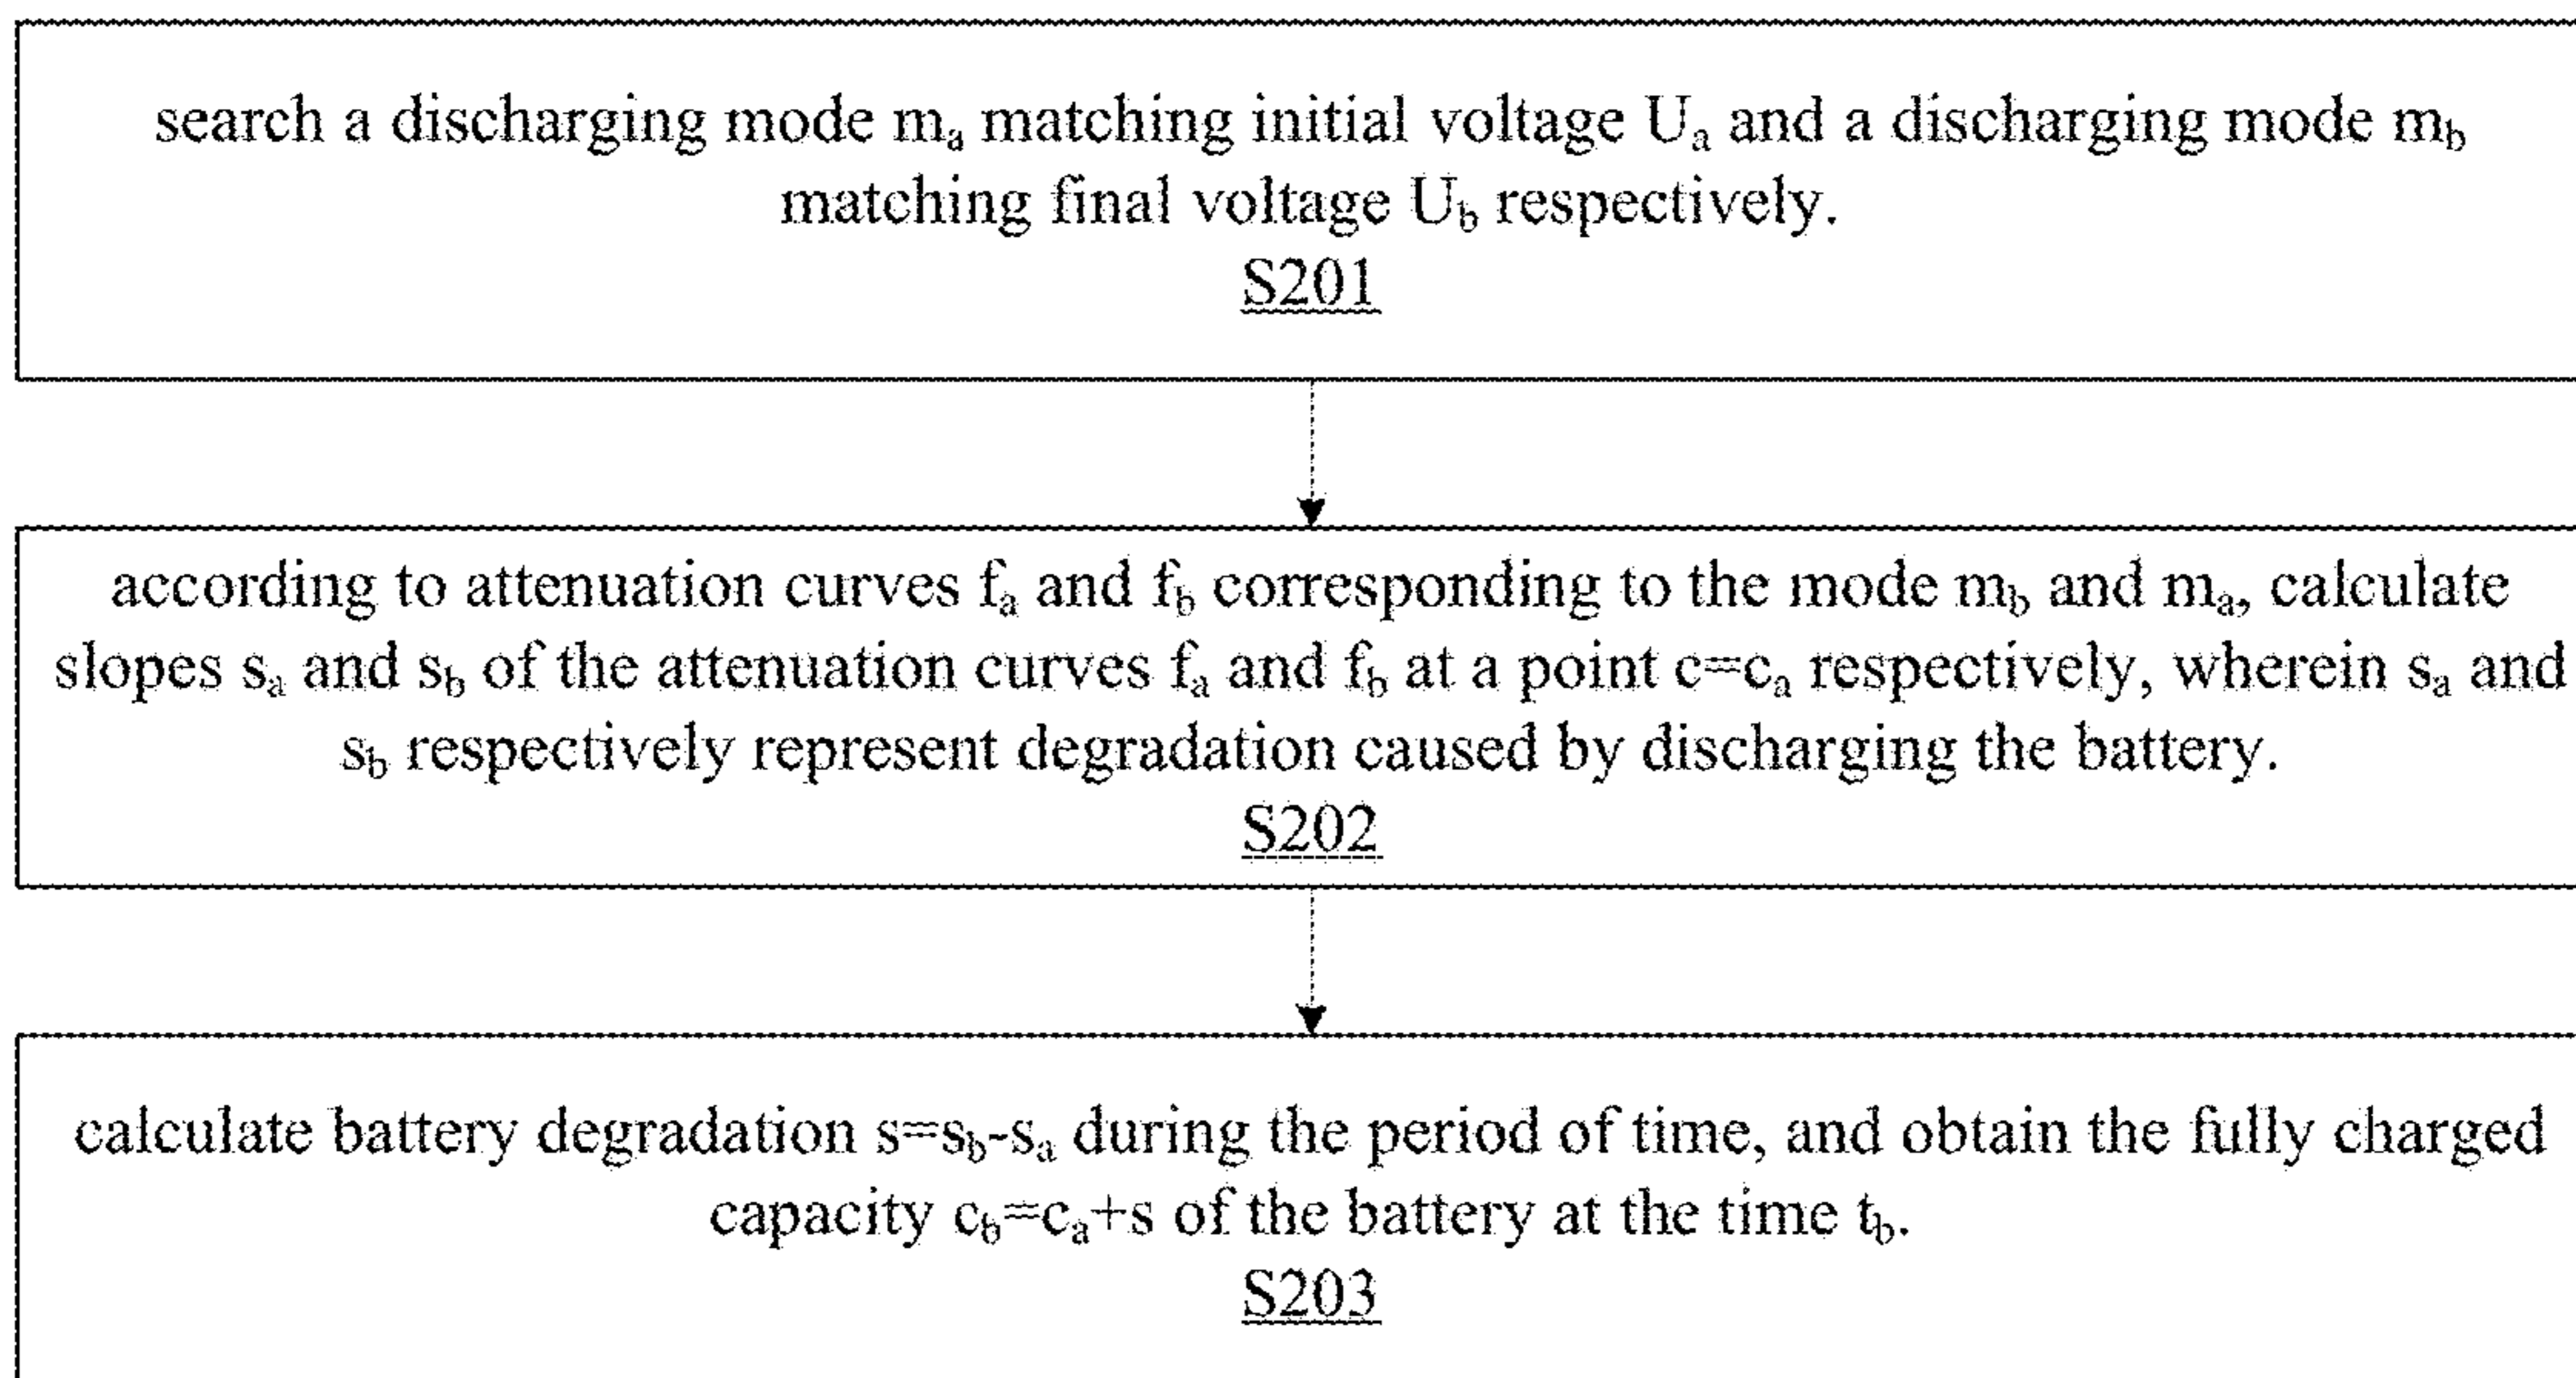 search a discharging mode mₐ matching initial voltage Uₐ and a discharging mode m_b
matching final voltage U_b respectively.
S201
according to attenuation curves fₐ and f_b corresponding to the mode m_b and mₐ, calculate
slopes sₐ and s_b of the attenuation curves fₐ and f_b at a point c=cₐ respectively, wherein sₐ and
s_b respectively represent degradation caused by discharging the battery.
S202
calculate battery degradation s=s_b-sₐ during the period of time, and obtain the fully charged
capacity c_b=cₐ+s of the battery at the time t_b.
S203